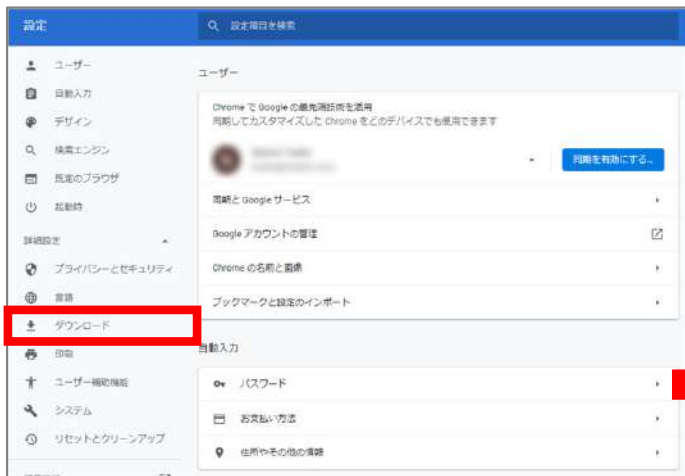 設定
設定項目を検索
ユーザー
自動入力
デザイン
検索エンジン
既定のブラウザ
起動時
詳細設定
プライバシーとセキュリティ
言語
ダウンロード
印刷
ユーザー補助機能
システム
リセットとクリーンアップ
ユーザー
Chrome で Google の最先端技術を活用
同期してカスタマイズした Chrome をどのデバイスでも使用できます
同期を有効にする...
同期と Google サービス
Google アカウントの管理
Chrome の名前と画像
ブックマークと設定のインポート
自動入力
パスワード
お支払い方法
住所やその他の情報